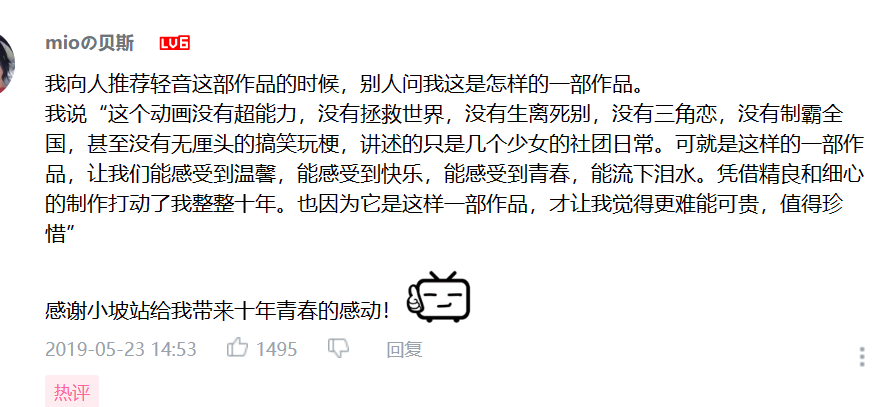 mioの贝斯 LV6
我向人推荐轻音这部作品的时候，别人问我这是怎样的一部作品。
我说“这个动画没有超能力，没有拯救世界，没有生离死别，没有三角恋，没有制霸全
国，甚至没有无厘头的搞笑玩梗，讲述的只是几个少女的社团日常。可就是这样的一部作
品，让我们能感受到温馨，能感受到快乐，能感受到青春，能流下泪水。凭借精良和细心
的制作打动了我整整十年。也因为它是这样一部作品，才让我觉得更难能可贵，值得珍
惜”
感谢小坡站给我带来十年青春的感动！
2019-05-23 14:53 1495 回复
热评